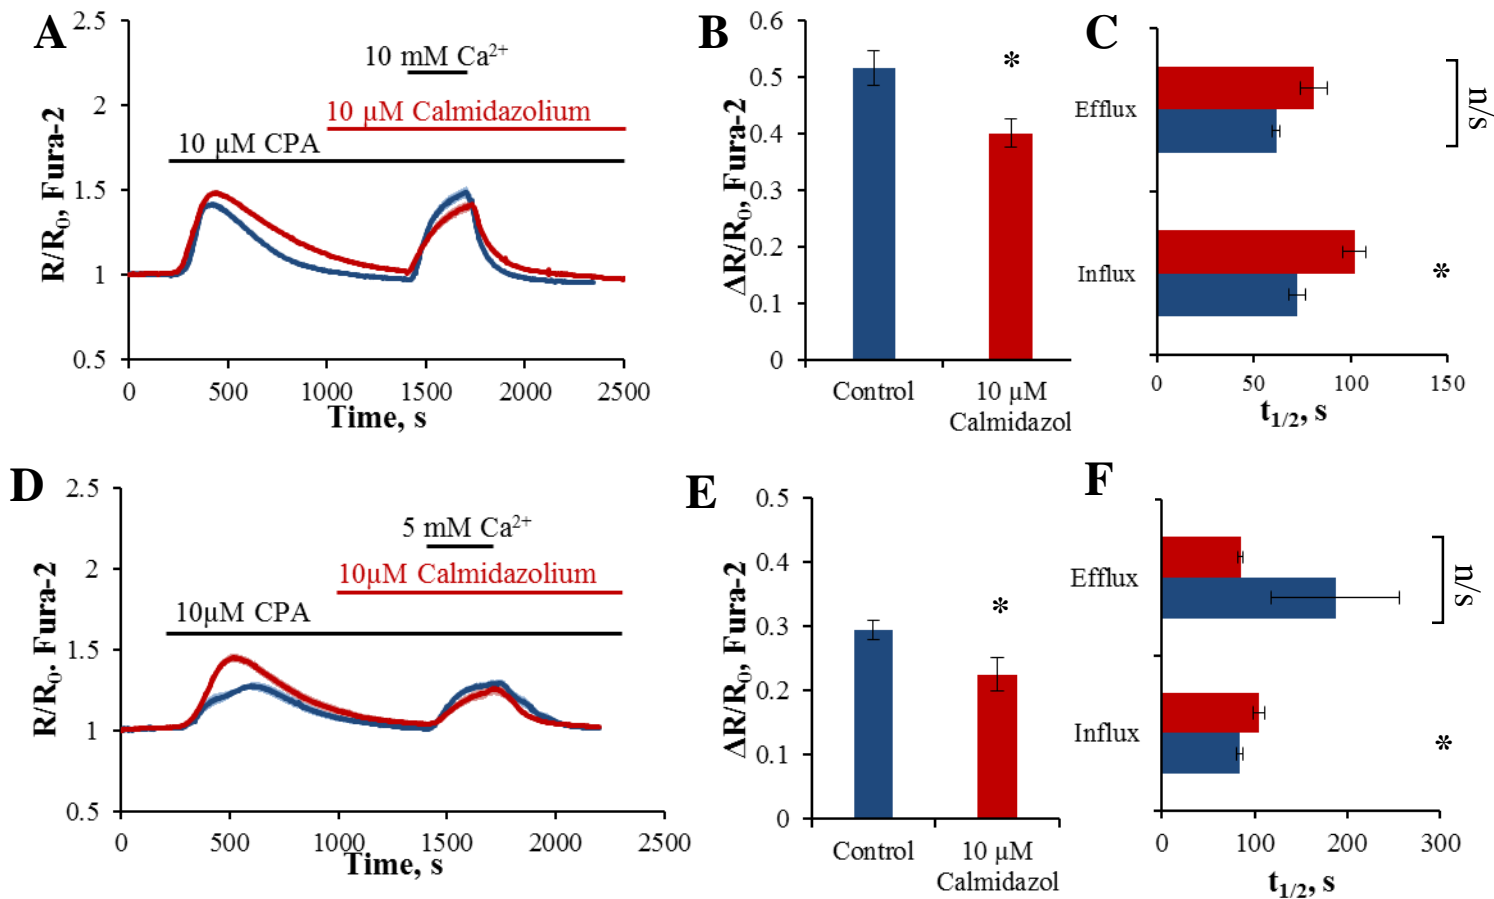 A
2.5
2
1.5
1
0.5
R/R₀, Fura-2
10 mM Ca²⁺
10 µM Calmidazolium
10 µM CPA
0 500 1000 1500 2000 2500
Time, s
B
0.6
0.5
0.4
0.3
0.2
0.1
0
ΔR/R₀, Fura-2
*
Control
10 µM
Calmidazol
C
Efflux
n/s
Influx
*
0 50 100 150
t₁/₂, s
D
2.5
2
1.5
1
0.5
R/R₀. Fura-2
5 mM Ca²⁺
10µM Calmidazolium
10µM CPA
0 500 1000 1500 2000 2500
Time, s
E
0.5
0.4
0.3
0.2
0.1
0
ΔR/R₀, Fura-2
*
Control
10 µM
Calmidazol
F
Efflux
n/s
Influx
*
0 100 200 300
t₁/₂, s